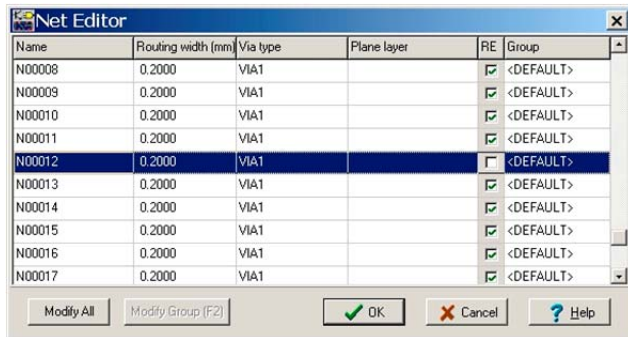 Net Editor
Name Routing width (mm) Via type Plane layer RE Group
N00008 0.2000 VIA1 <DEFAULT>
N00009 0.2000 VIA1 <DEFAULT>
N00010 0.2000 VIA1 <DEFAULT>
N00011 0.2000 VIA1 <DEFAULT>
N00012 0.2000 VIA1 <DEFAULT>
N00013 0.2000 VIA1 <DEFAULT>
N00014 0.2000 VIA1 <DEFAULT>
N00015 0.2000 VIA1 <DEFAULT>
N00016 0.2000 VIA1 <DEFAULT>
N00017 0.2000 VIA1 <DEFAULT>
Modify All Modify Group (F2) OK Cancel Help